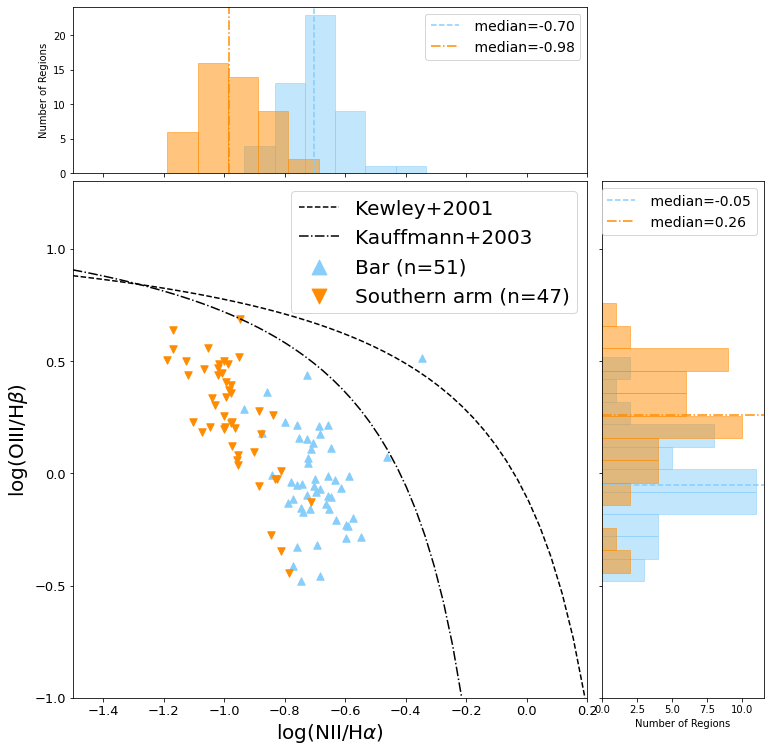 median=-0.70
median=-0.98
Number of Regions
20
15
10
5
0
median=-0.05
median=0.26
Kewley+2001
Kauffmann+2003
Bar (n=51)
Southern arm (n=47)
log(OIII/Hβ)
1.0
0.5
0.0
−0.5
−1.0
−1.4 −1.2 −1.0 −0.8 −0.6 −0.4 −0.2 0.0 0.2
log(NII/Hα)
0.0 2.5 5.0 7.5 10.0
Number of Regions